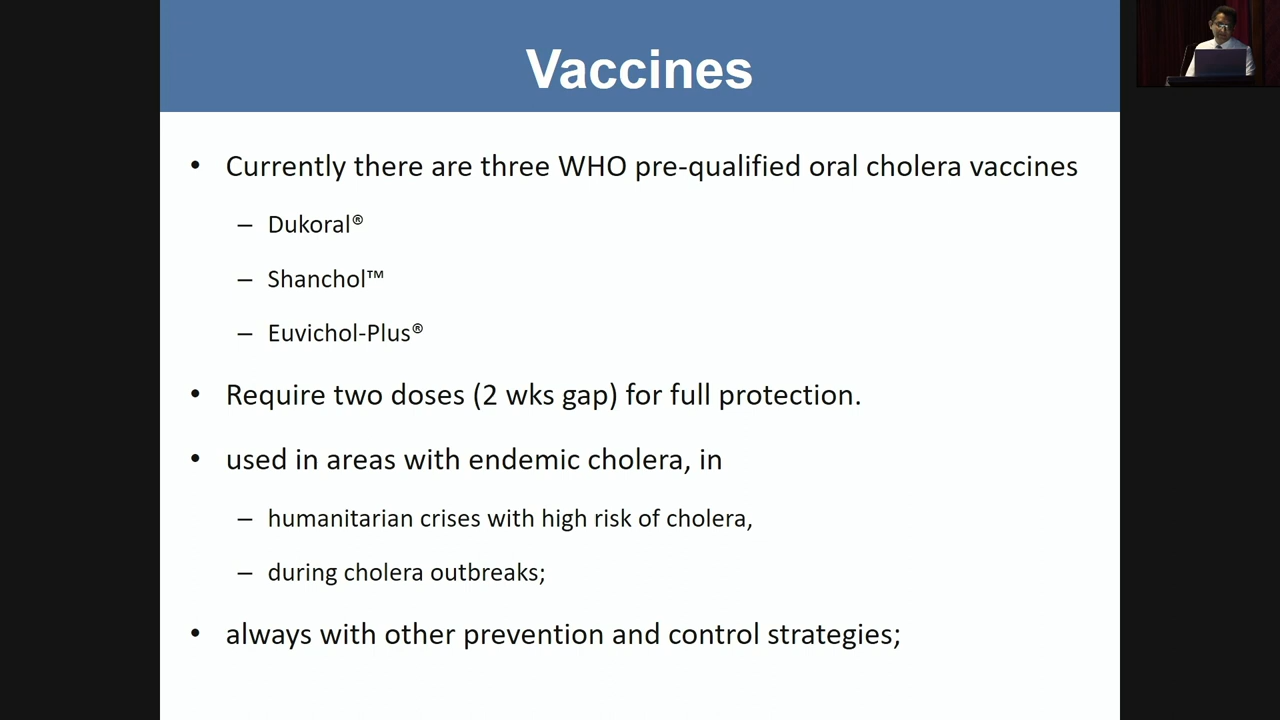 Vaccines
• Currently there are three WHO pre-qualified oral cholera vaccines
– Dukoral®
– Shanchol™
– Euvichol-Plus®
• Require two doses (2 wks gap) for full protection.
• used in areas with endemic cholera, in
– humanitarian crises with high risk of cholera,
– during cholera outbreaks;
• always with other prevention and control strategies;